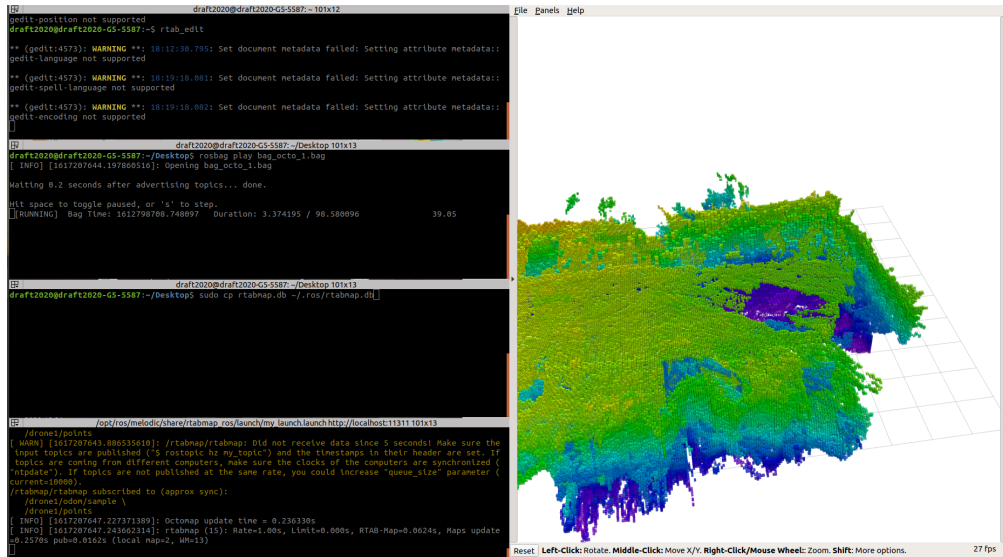 draft2020@draft2020-G5-5587: ~ 101x12
gedit-position not supported
draft2020@draft2020-G5-5587:~$ rtab_edit
** (gedit:4573): WARNING **: 18:12:30.795: Set document metadata failed: Setting attribute metadata::
gedit-language not supported
** (gedit:4573): WARNING **: 18:19:18.081: Set document metadata failed: Setting attribute metadata::
gedit-spell-language not supported
** (gedit:4573): WARNING **: 18:19:18.082: Set document metadata failed: Setting attribute metadata::
gedit-encoding not supported
draft2020@draft2020-G5-5587: ~/Desktop 101x13
draft2020@draft2020-G5-5587:~/Desktop$ rosbag play bag_octo_1.bag
[ INFO] [1617207644.197860516]: Opening bag_octo_1.bag
Waiting 0.2 seconds after advertising topics... done.
Hit space to toggle paused, or 's' to step.
[RUNNING]  Bag Time: 1612798708.748097   Duration: 3.374195 / 98.580096               39.05
draft2020@draft2020-G5-5587: ~/Desktop 101x13
draft2020@draft2020-G5-5587:~/Desktop$ sudo cp rtabmap.db ~/.ros/rtabmap.db
/opt/ros/melodic/share/rtabmap_ros/launch/my_launch.launch http://localhost:11311 101x13
/drone1/points
[ WARN] [1617207643.886535610]: /rtabmap/rtabmap: Did not receive data since 5 seconds! Make sure the
input topics are published ("$ rostopic hz my_topic") and the timestamps in their header are set. If
topics are coming from different computers, make sure the clocks of the computers are synchronized (
"ntpdate"). If topics are not published at the same rate, you could increase "queue_size" parameter (
current=10000).
/rtabmap/rtabmap subscribed to (approx sync):
/drone1/odom/sample \
/drone1/points
[ INFO] [1617207647.227371389]: Octomap update time = 0.236330s
[ INFO] [1617207647.243662314]: rtabmap (15): Rate=1.00s, Limit=0.000s, RTAB-Map=0.0624s, Maps update
=0.2570s pub=0.0162s (local map=2, WM=13)
File Panels Help
Reset Left-Click: Rotate. Middle-Click: Move X/Y. Right-Click/Mouse Wheel: Zoom. Shift: More options. 27 fps